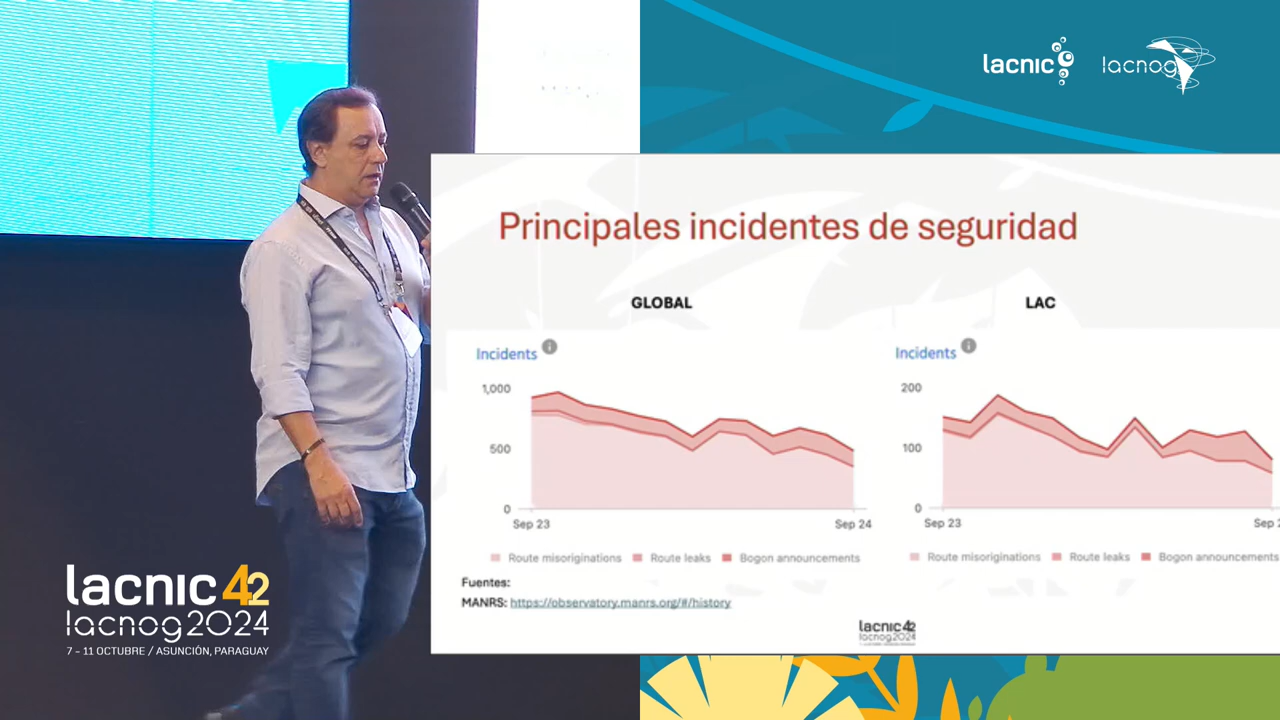 lacnic
lacnog
Principales incidentes de seguridad
GLOBAL
LAC
Incidents
1,000
500
0
Sep 23
Sep 24
Route misoriginations
Route leaks
Bogon announcements
Incidents
200
100
0
Sep 23
Sep 2
Route misoriginations
Route leaks
Bogon announcements
Fuentes:
MANRS: https://observatory.manrs.org/#/history
lacnic42
lacnog2024
lacnic42
lacnog2024
7 - 11 OCTUBRE / ASUNCIÓN, PARAGUAY